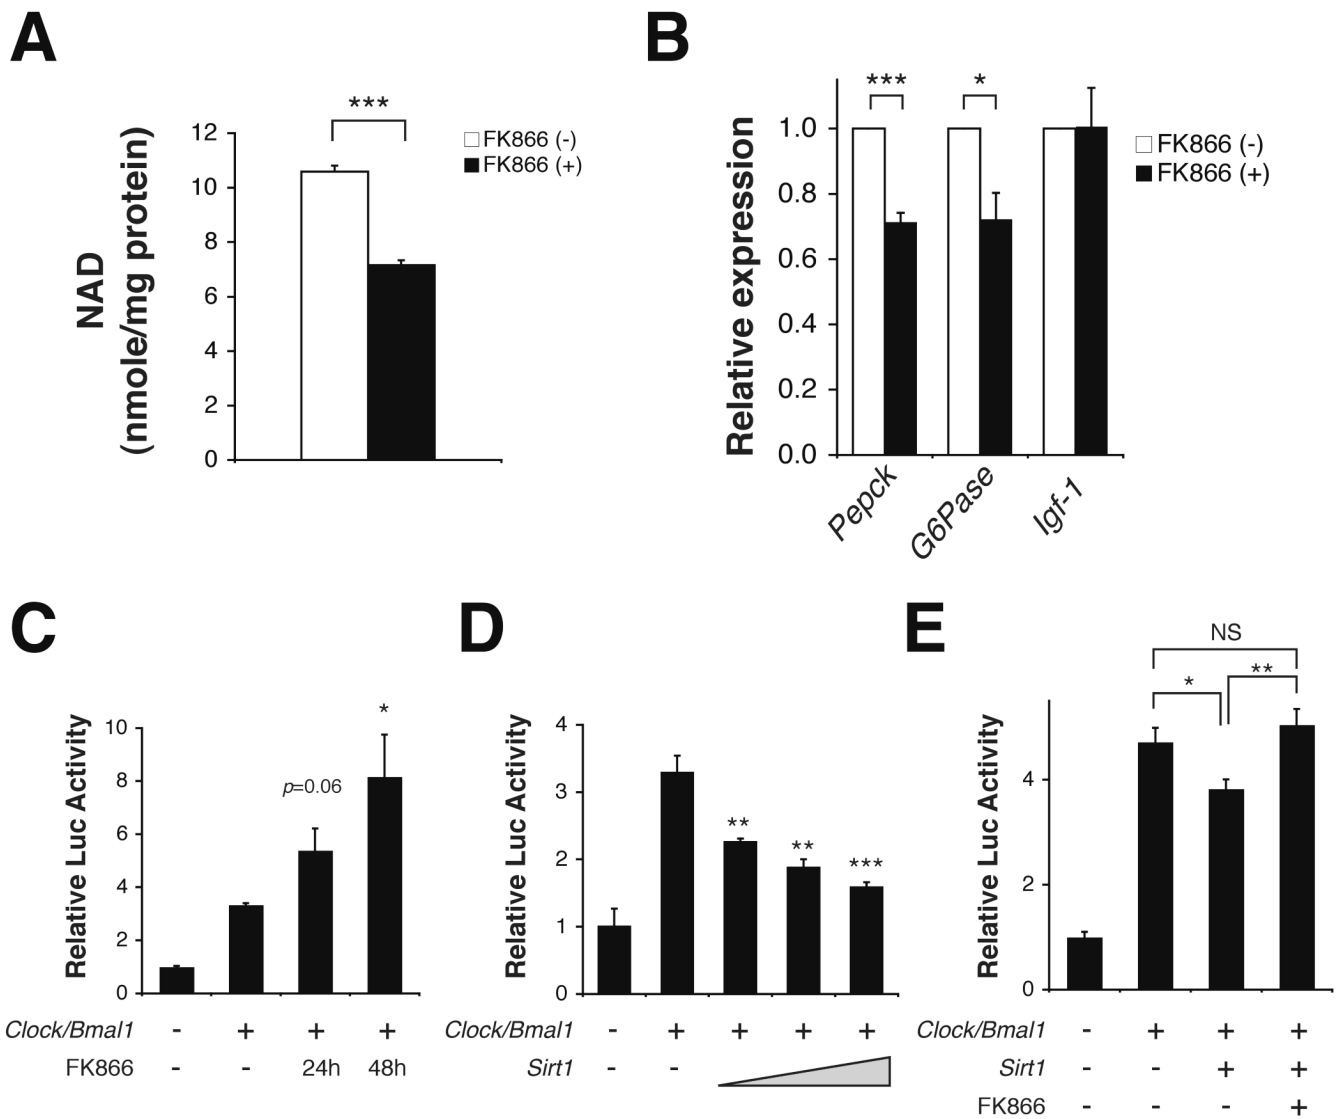 A
***
NAD
(nmole/mg protein)
12
10
8
6
4
2
0
FK866 (-)
FK866 (+)
B
***
*
Relative expression
1.0
0.8
0.6
0.4
0.2
0.0
FK866 (-)
FK866 (+)
Pepck
G6Pase
Igf-1
C
Relative Luc Activity
10
8
6
4
2
0
p=0.06
*
Clock/Bmal1 - + + +
FK866 - - 24h 48h
D
Relative Luc Activity
4
3
2
1
0
**
**
***
Clock/Bmal1 - + + + +
Sirt1 - -
E
NS
*
**
Relative Luc Activity
4
2
0
Clock/Bmal1 - + + +
Sirt1 - - + +
FK866 - - - +